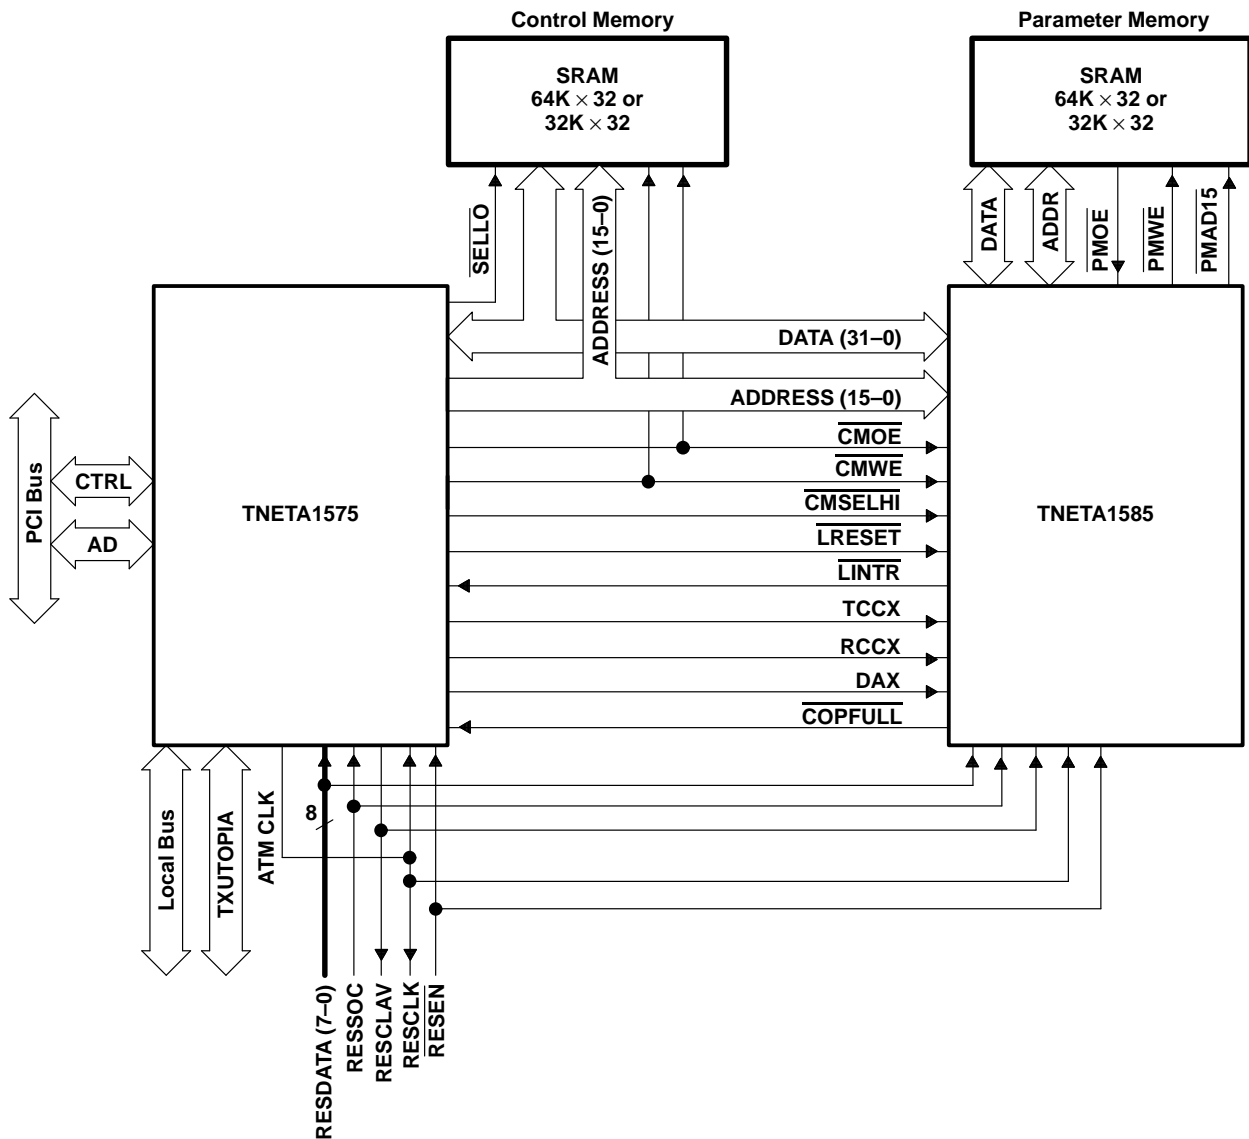 Control Memory
Parameter Memory
SRAM
64K × 32 or
32K × 32
SRAM
64K × 32 or
32K × 32
SELLO
ADDRESS (15–0)
DATA
ADDR
PMOE
PMWE
PMAD15
DATA (31–0)
ADDRESS (15–0)
CMOE
CMWE
CMSELHI
LRESET
LINTR
TCCX
RCCX
DAX
COPFULL
PCI Bus
CTRL
AD
TNETA1575
TNETA1585
Local Bus
TXUTOPIA
ATM CLK
8
RESDATA (7–0)
RESSOC
RESCLAV
RESCLK
RESEN